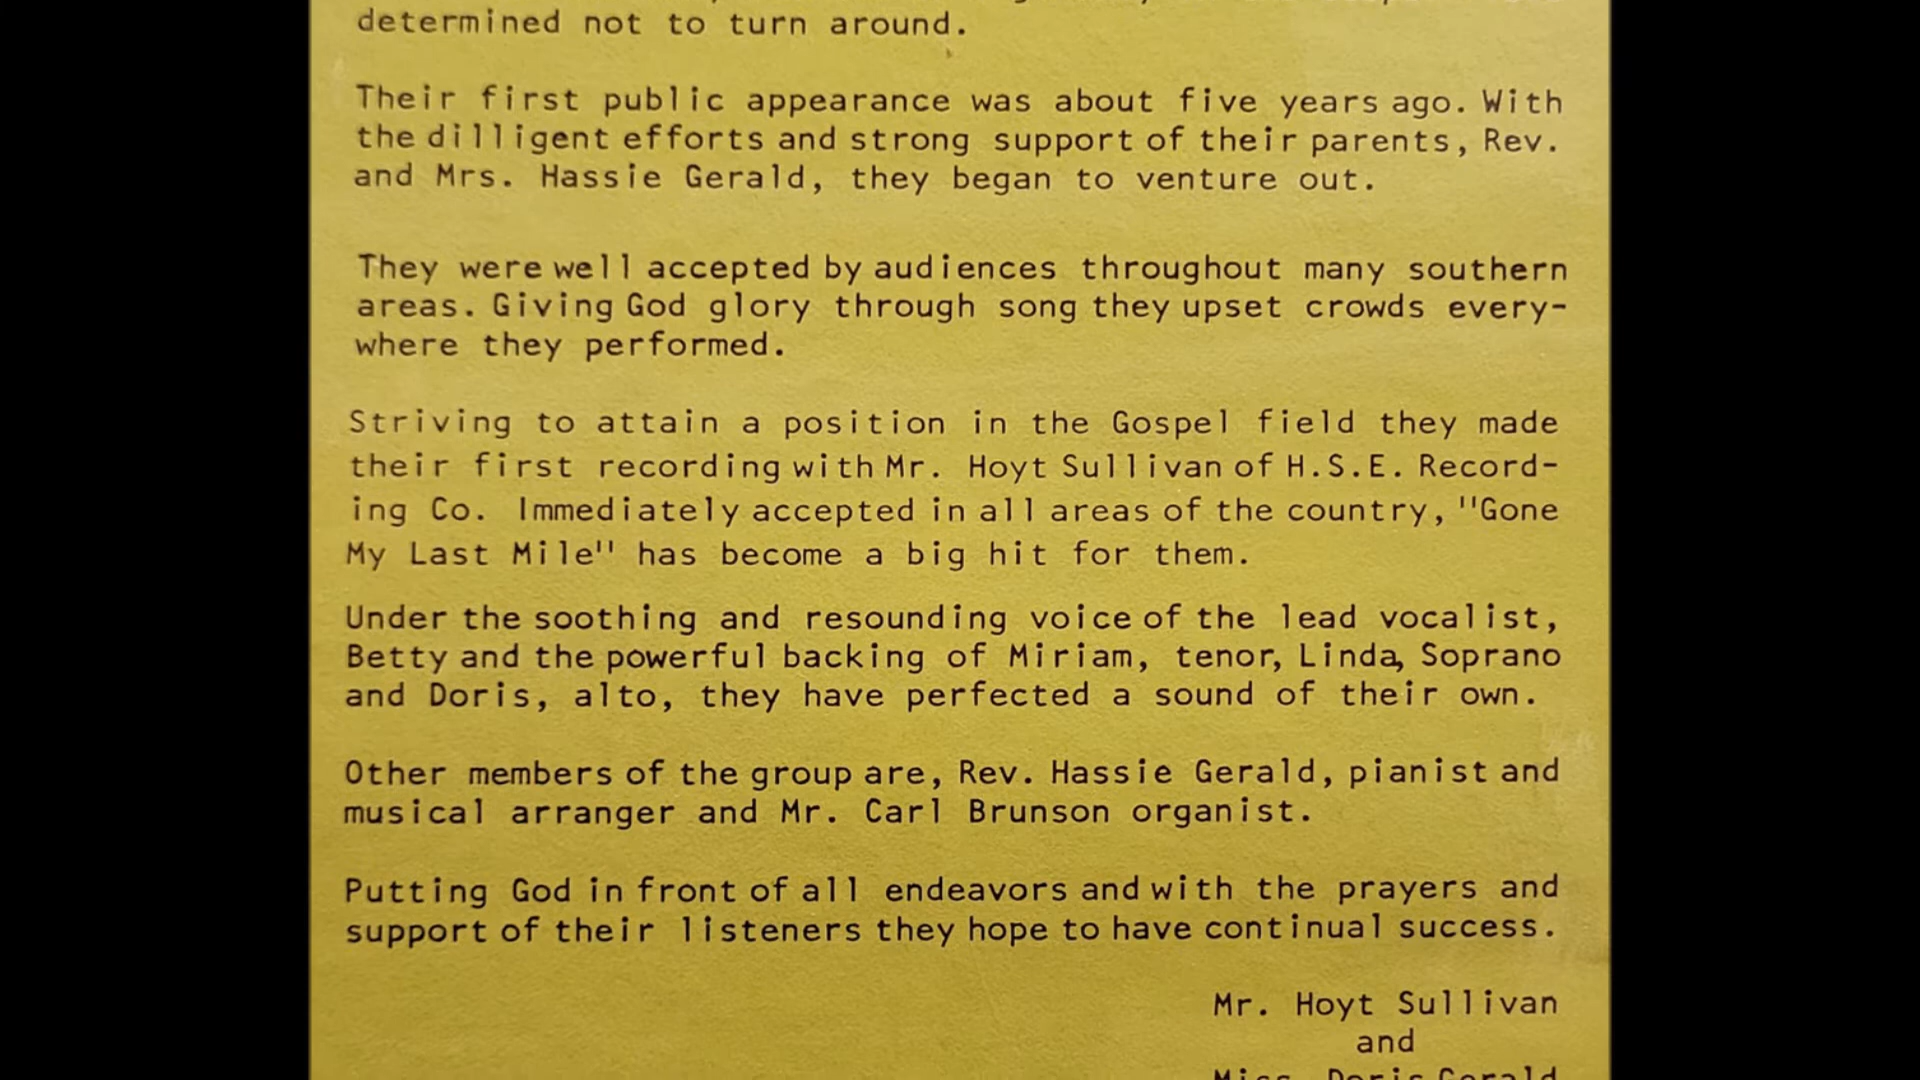 determined not to turn around.
Their first public appearance was about five years ago. With
the dilligent efforts and strong support of their parents, Rev.
and Mrs. Hassie Gerald, they began to venture out.
They were well accepted by audiences throughout many southern
areas. Giving God glory through song they upset crowds every-
where they performed.
Striving to attain a position in the Gospel field they made
their first recording with Mr. Hoyt Sullivan of H.S.E. Record-
ing Co. Immediately accepted in all areas of the country, "Gone
My Last Mile" has become a big hit for them.
Under the soothing and resounding voice of the lead vocalist,
Betty and the powerful backing of Miriam, tenor, Linda, Soprano
and Doris, alto, they have perfected a sound of their own.
Other members of the group are, Rev. Hassie Gerald, pianist and
musical arranger and Mr. Carl Brunson organist.
Putting God in front of all endeavors and with the prayers and
support of their listeners they hope to have continual success.
Mr. Hoyt Sullivan
and
Miss Doris Gerald